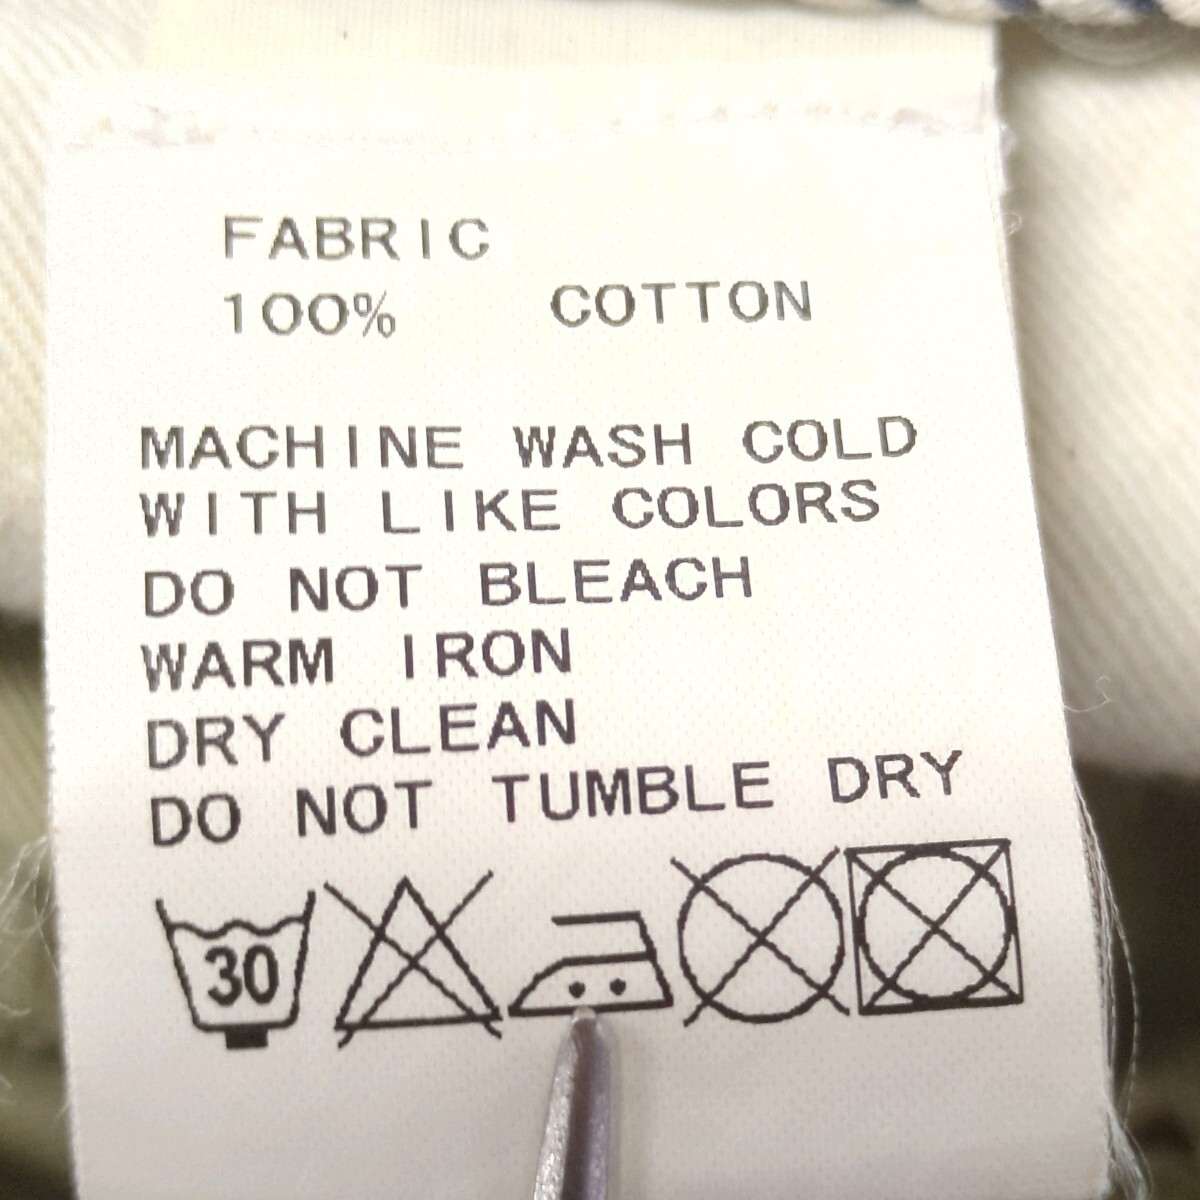 FABRIC
100% COTTON
MACHINE WASH COLD
WITH LIKE COLORS
DO NOT BLEACH
WARM IRON
DRY CLEAN
DO NOT TUMBLE DRY
30